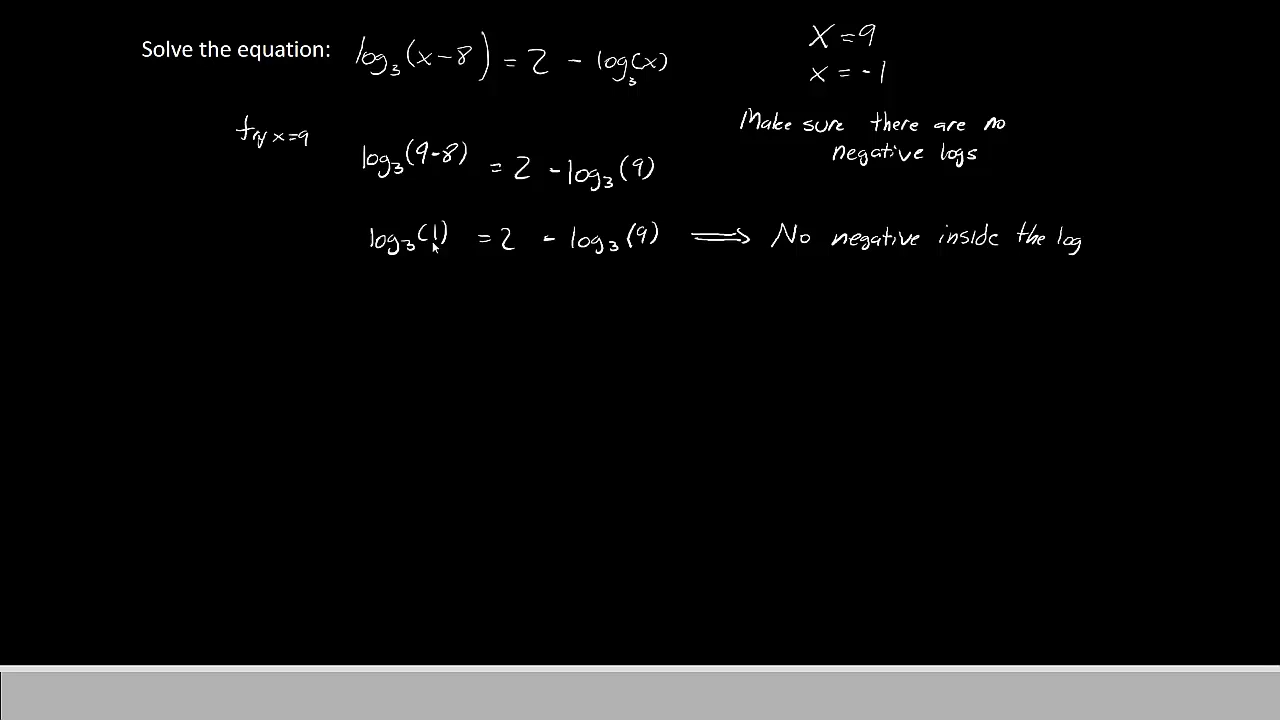 Solve the equation: log₃(x-8) = 2 - log₃(x)
x = 9
x = -1
Make sure there are no
negative logs
try x=9
log₃(9-8) = 2 - log₃(9)
log₃(1) = 2 - log₃(9) ⟹ No negative inside the log